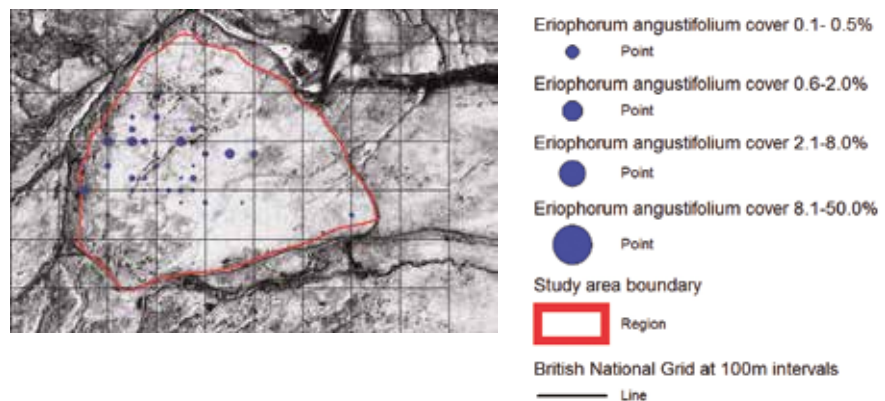 Eriophorum angustifolium cover 0.1- 0.5%
Point
Eriophorum angustifolium cover 0.6-2.0%
Point
Eriophorum angustifolium cover 2.1-8.0%
Point
Eriophorum angustifolium cover 8.1-50.0%
Point
Study area boundary
Region
British National Grid at 100m intervals
Line